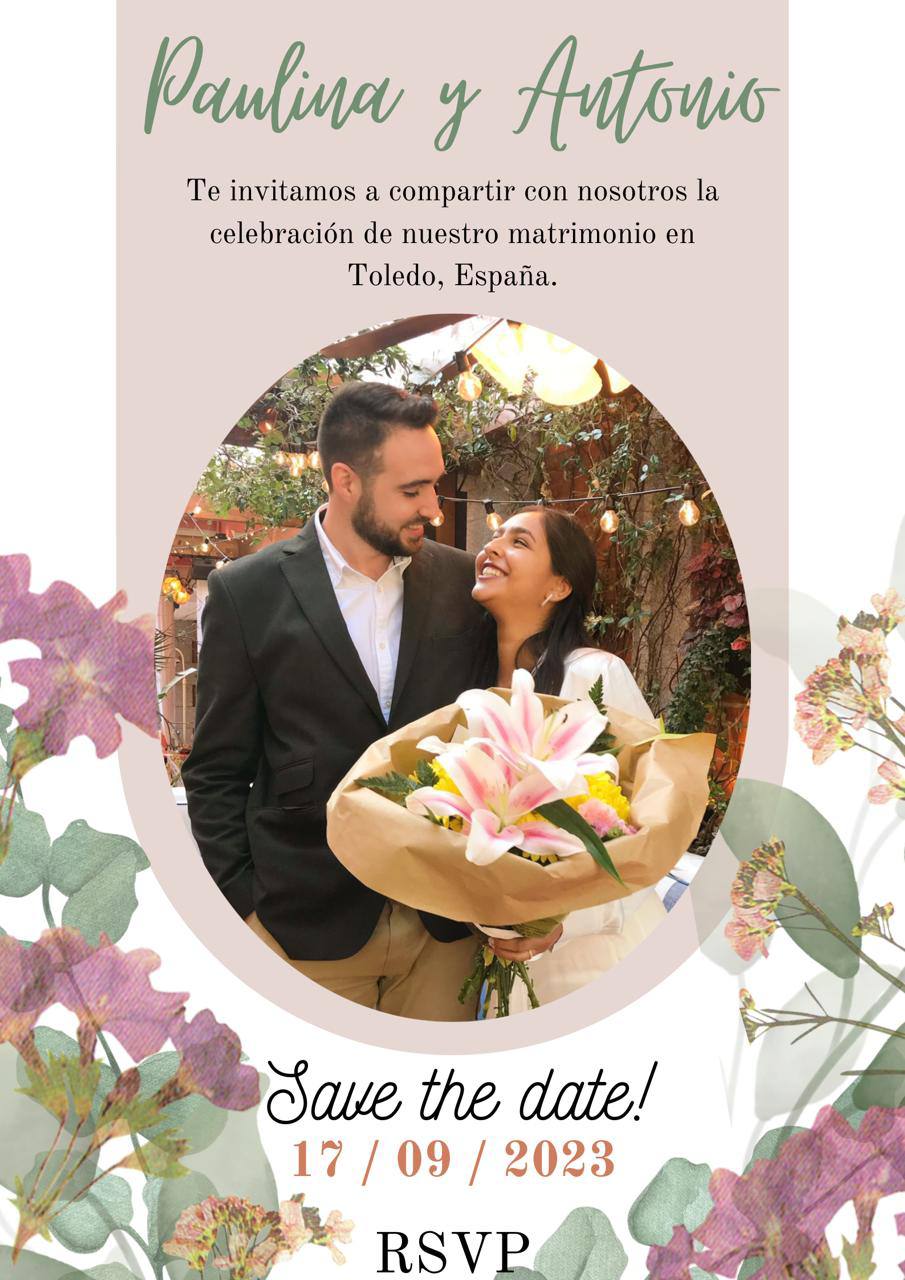 Paulina y Antonio
Te invitamos a compartir con nosotros la
celebración de nuestro matrimonio en
Toledo, España.
Save the date!
17 / 09 / 2023
RSVP